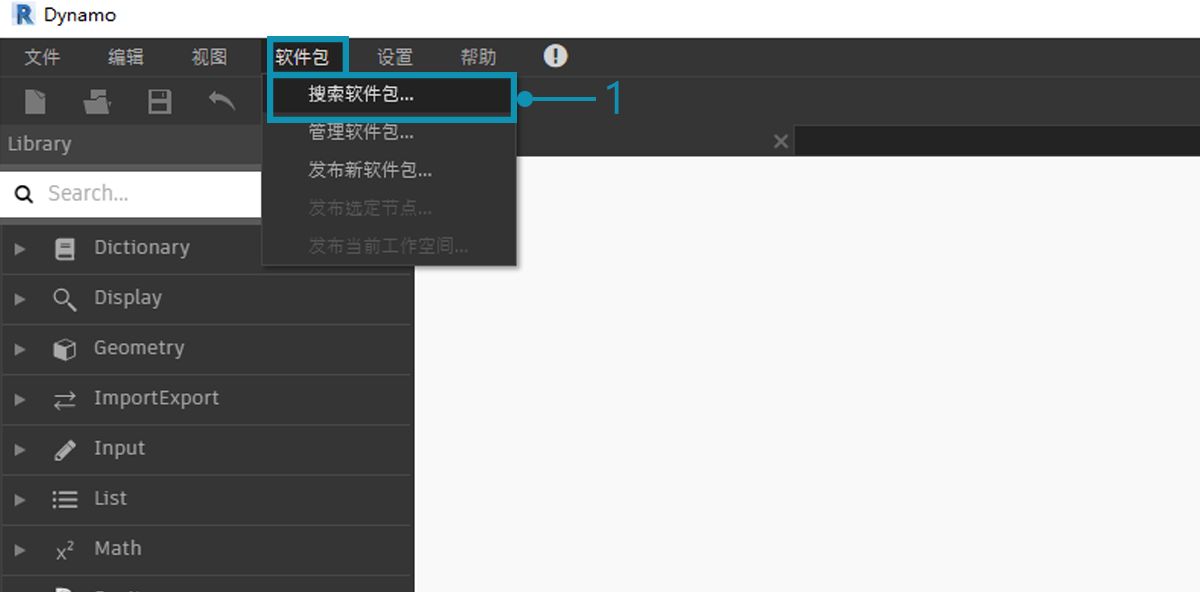 Dynamo
文件 编辑 视图 软件包 设置 帮助
搜索软件包... 1
管理软件包...
发布新软件包...
发布选定节点...
发布当前工作空间...
Library
Search...
Dictionary
Display
Geometry
ImportExport
Input
List
Math